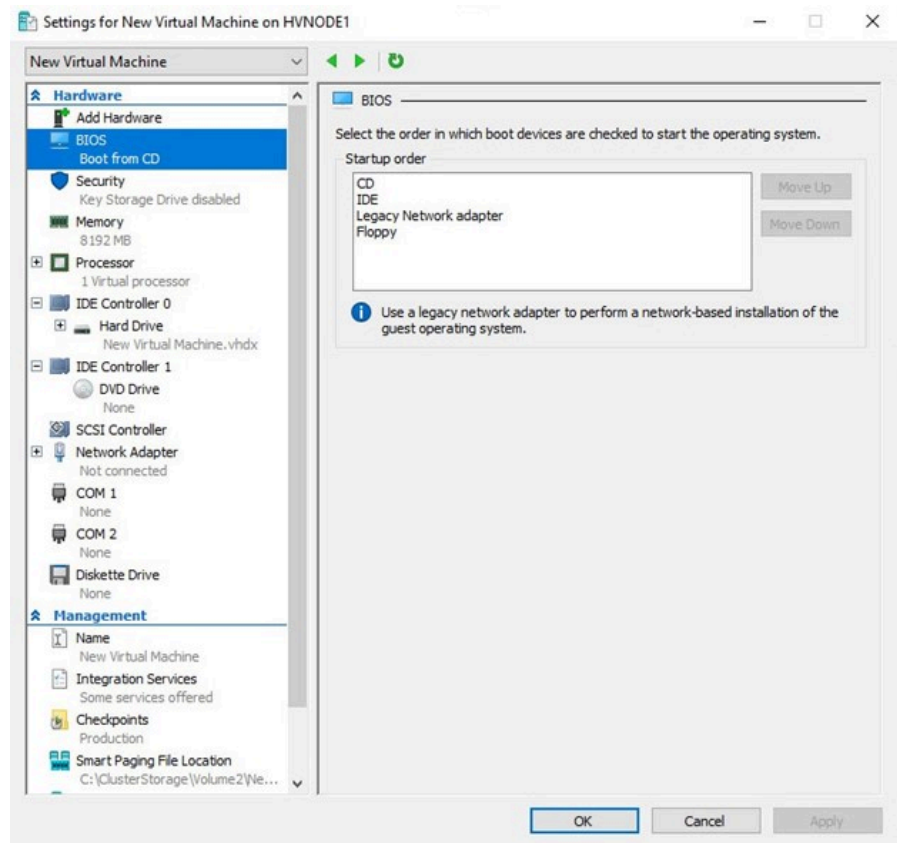 Settings for New Virtual Machine on HVNODE1
New Virtual Machine
Hardware
Add Hardware
BIOS
Boot from CD
Security
Key Storage Drive disabled
Memory
8192 MB
Processor
1 Virtual processor
IDE Controller 0
Hard Drive
New Virtual Machine.vhdx
IDE Controller 1
DVD Drive
None
SCSI Controller
Network Adapter
Not connected
COM 1
None
COM 2
None
Diskette Drive
None
Management
Name
New Virtual Machine
Integration Services
Some services offered
Checkpoints
Production
Smart Paging File Location
C:\ClusterStorage\Volume2\Ne...
BIOS
Select the order in which boot devices are checked to start the operating system.
Startup order
CD
IDE
Legacy Network adapter
Floppy
Move Up
Move Down
Use a legacy network adapter to perform a network-based installation of the
guest operating system.
OK
Cancel
Apply